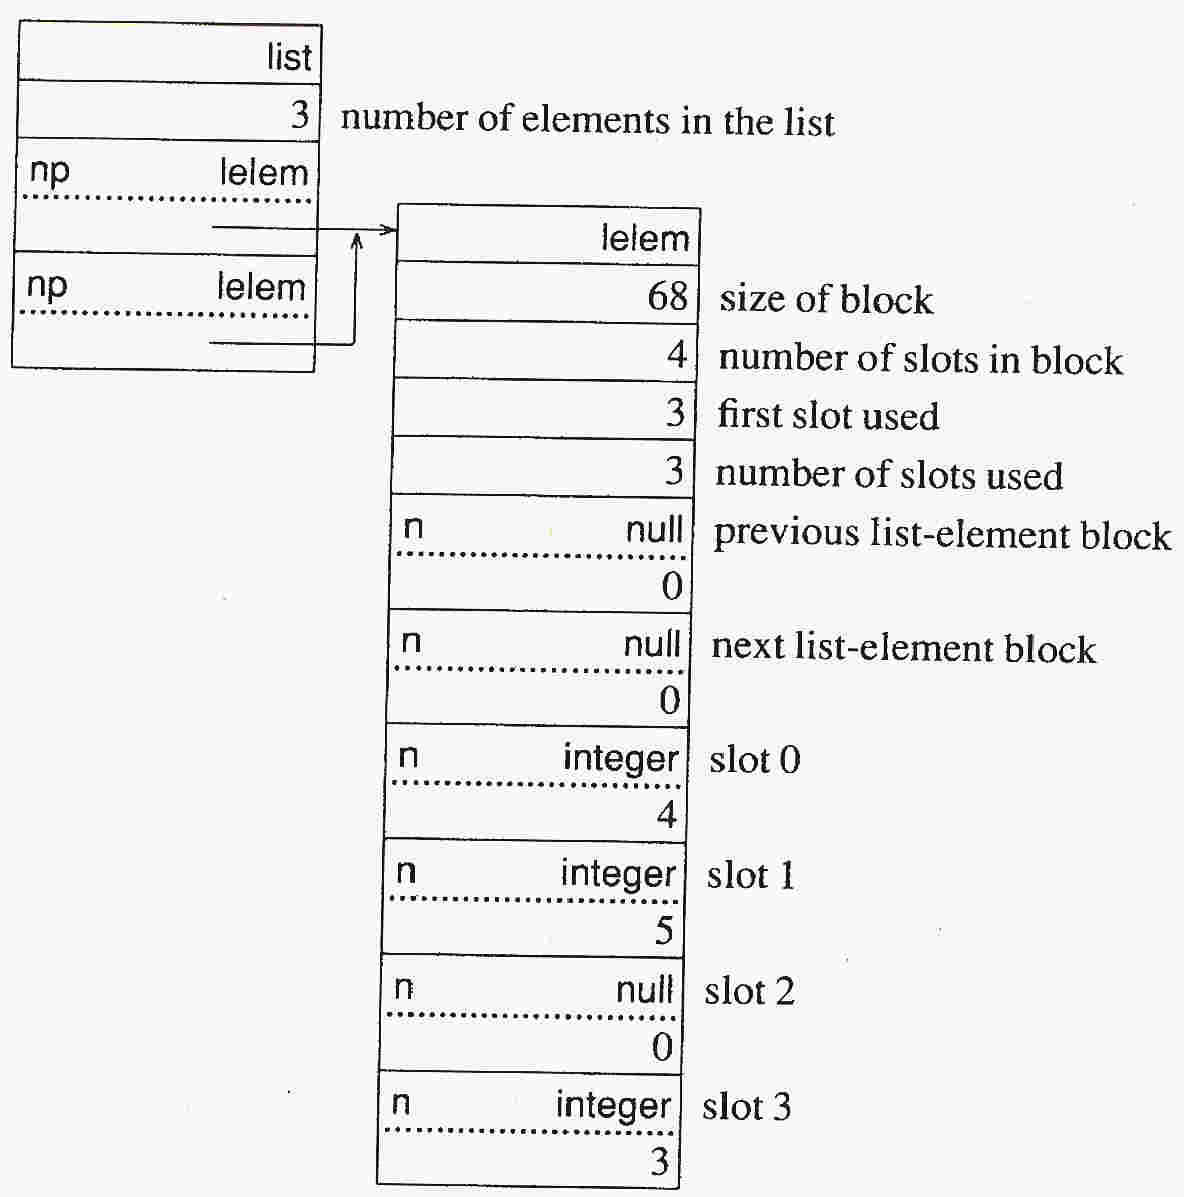 list
3 number of elements in the list
np lelem
np lelem
lelem
68 size of block
4 number of slots in block
3 first slot used
3 number of slots used
n null previous list-element block
0
n null next list-element block
0
n integer slot 0
4
n integer slot 1
5
n null slot 2
0
n integer slot 3
3